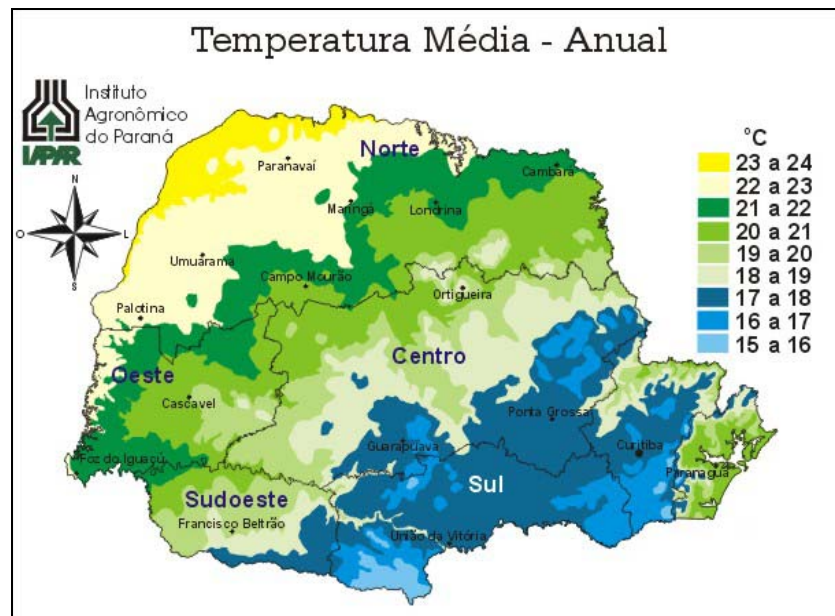 Temperatura Média - Anual
Instituto
Agronômico
do Paraná
IAPAR
N
O
L
S
°C
23 a 24
22 a 23
21 a 22
20 a 21
19 a 20
18 a 19
17 a 18
16 a 17
15 a 16
Norte
Paranavaí
Cambará
Maringá
Londrina
Umuarama
Campo Mourão
Ortigueira
Palotina
Centro
Oeste
Cascavel
Ponta Grossa
Guarapuava
Curitiba
Foz do Iguaçú
Paranaguá
Sul
Sudoeste
Francisco Beltrão
União da Vitória